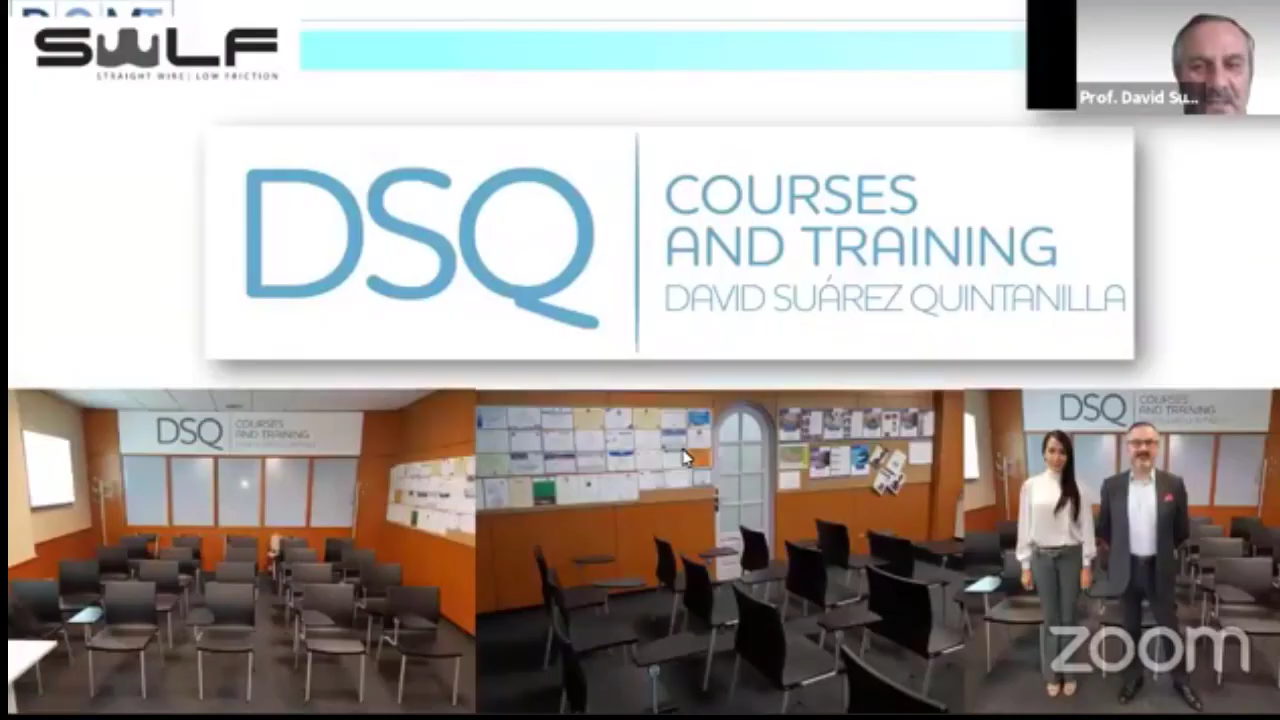 SWLF
STRAIGHT WIRE | LOW FRICTION
Prof. David Su...
DSQ
COURSES
AND TRAINING
DAVID SUÁREZ QUINTANILLA
DSQ
COURSES
AND TRAINING
DSQ
COURSES
AND TRAINING
zoom